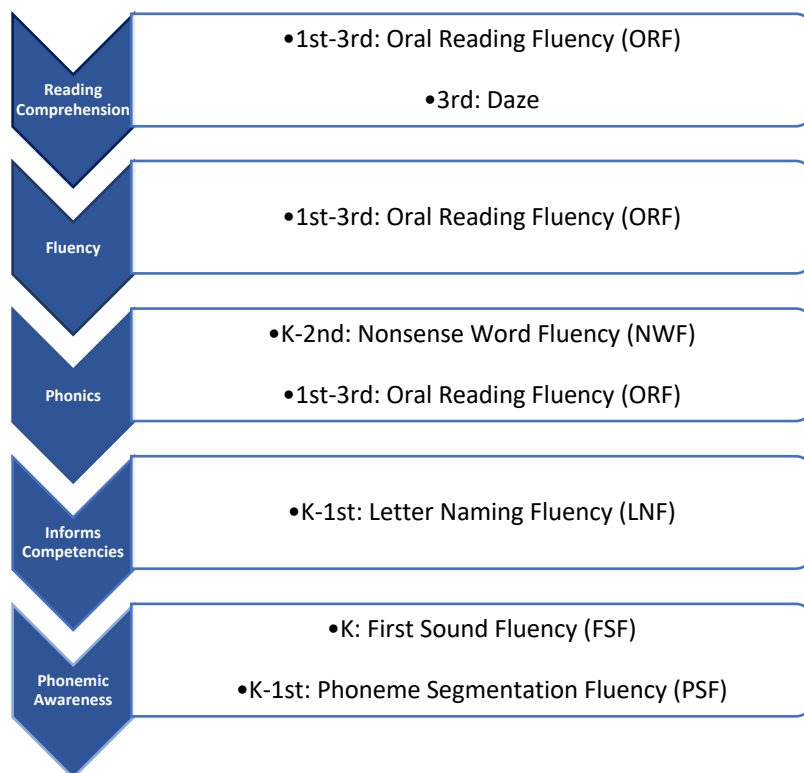 Reading
Comprehension
•1st-3rd: Oral Reading Fluency (ORF)
•3rd: Daze
Fluency
•1st-3rd: Oral Reading Fluency (ORF)
Phonics
•K-2nd: Nonsense Word Fluency (NWF)
•1st-3rd: Oral Reading Fluency (ORF)
Informs
Competencies
•K-1st: Letter Naming Fluency (LNF)
Phonemic
Awareness
•K: First Sound Fluency (FSF)
•K-1st: Phoneme Segmentation Fluency (PSF)